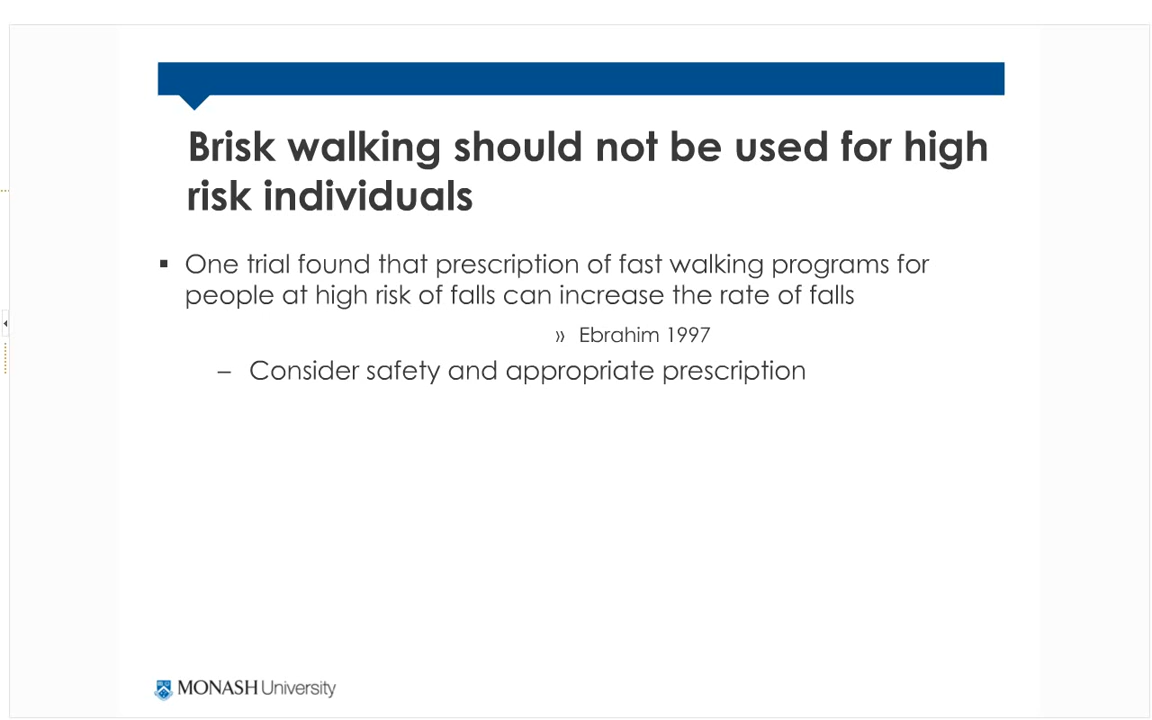 Brisk walking should not be used for high
risk individuals
▪ One trial found that prescription of fast walking programs for
people at high risk of falls can increase the rate of falls
» Ebrahim 1997
– Consider safety and appropriate prescription
MONASH University